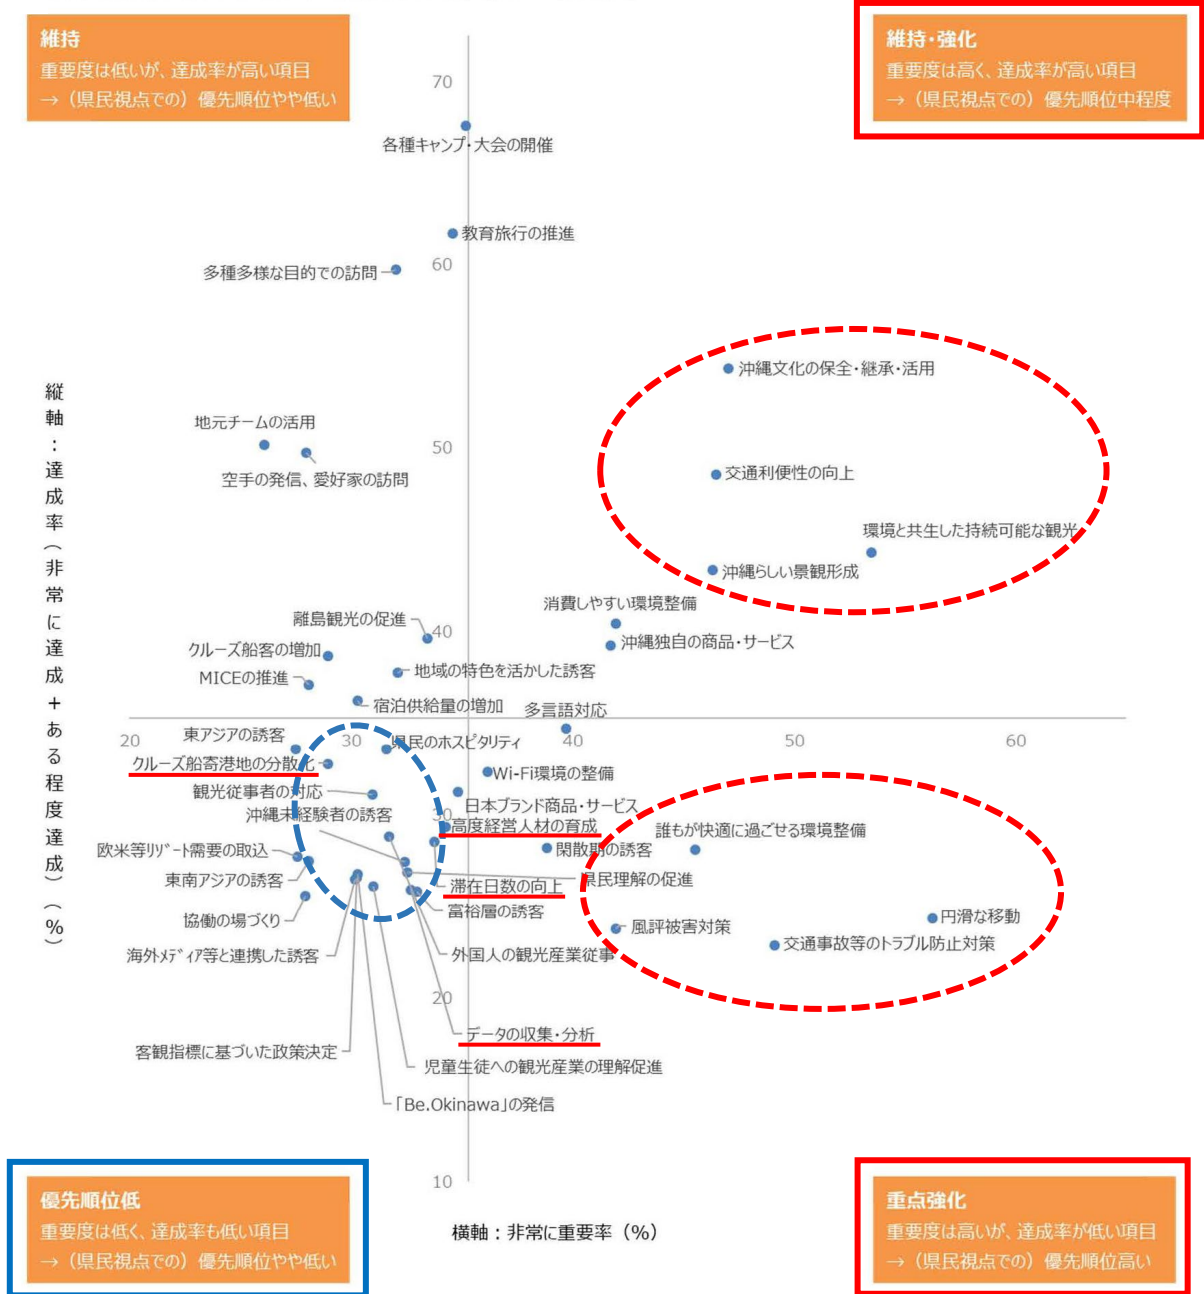 維持
重要度は低いが、達成率が高い項目
→（県民視点での）優先順位やや低い
維持・強化
重要度は高く、達成率が高い項目
→（県民視点での）優先順位中程度
70
各種キャンプ・大会の開催
教育旅行の推進
60
多種多様な目的での訪問
沖縄文化の保全・継承・活用
地元チームの活用
50
空手の発信、愛好家の訪問
交通利便性の向上
環境と共生した持続可能な観光
沖縄らしい景観形成
消費しやすい環境整備
離島観光の促進
40
沖縄独自の商品・サービス
クルーズ船客の増加
地域の特色を活かした誘客
MICEの推進
宿泊供給量の増加
多言語対応
20
30
40
50
60
東アジアの誘客
県民のホスピタリティ
クルーズ船寄港地の分散化
Wi-Fi環境の整備
観光従事者の対応
日本ブランド商品・サービス
沖縄未経験者の誘客
30
高度経営人材の育成
誰もが快適に過ごせる環境整備
欧米等ﾘｿﾞｰﾄ需要の取込
閑散期の誘客
東南アジアの誘客
県民理解の促進
滞在日数の向上
協働の場づくり
富裕層の誘客
風評被害対策
円滑な移動
交通事故等のトラブル防止対策
海外ﾒﾃﾞｨｱ等と連携した誘客
外国人の観光産業従事
20
データの収集・分析
客観指標に基づいた政策決定
児童生徒への観光産業の理解促進
「Be.Okinawa」の発信
10
縦軸：達成率（非常に達成+ある程度達成）（%）
横軸：非常に重要率（%）
優先順位低
重要度は低く、達成率も低い項目
→（県民視点での）優先順位やや低い
重点強化
重要度は高いが、達成率が低い項目
→（県民視点での）優先順位高い